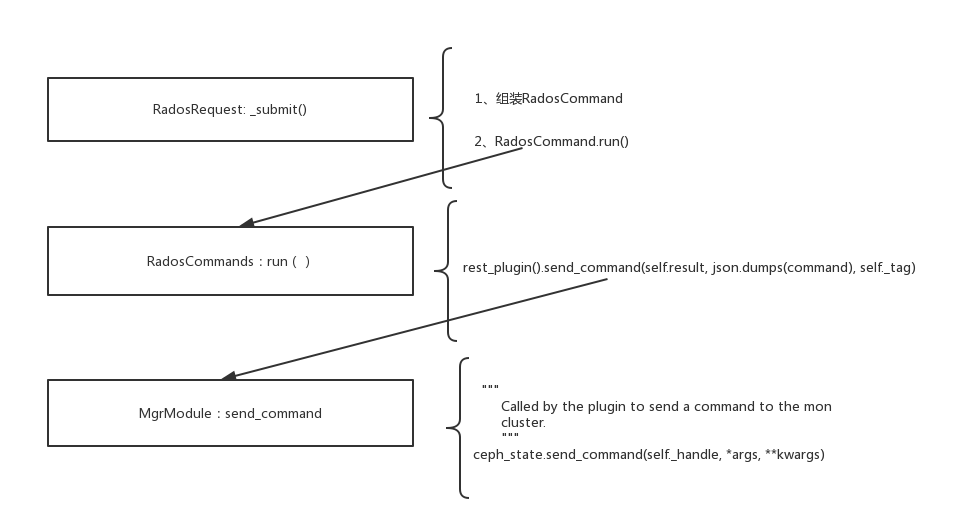 RadosRequest: _submit()
1、组装RadosCommand
2、RadosCommand.run()
RadosCommands：run（ ）
rest_plugin().send_command(self.result, json.dumps(command), self._tag)
MgrModule：send_command
"""
Called by the plugin to send a command to the mon
cluster.
"""
ceph_state.send_command(self._handle, *args, **kwargs)